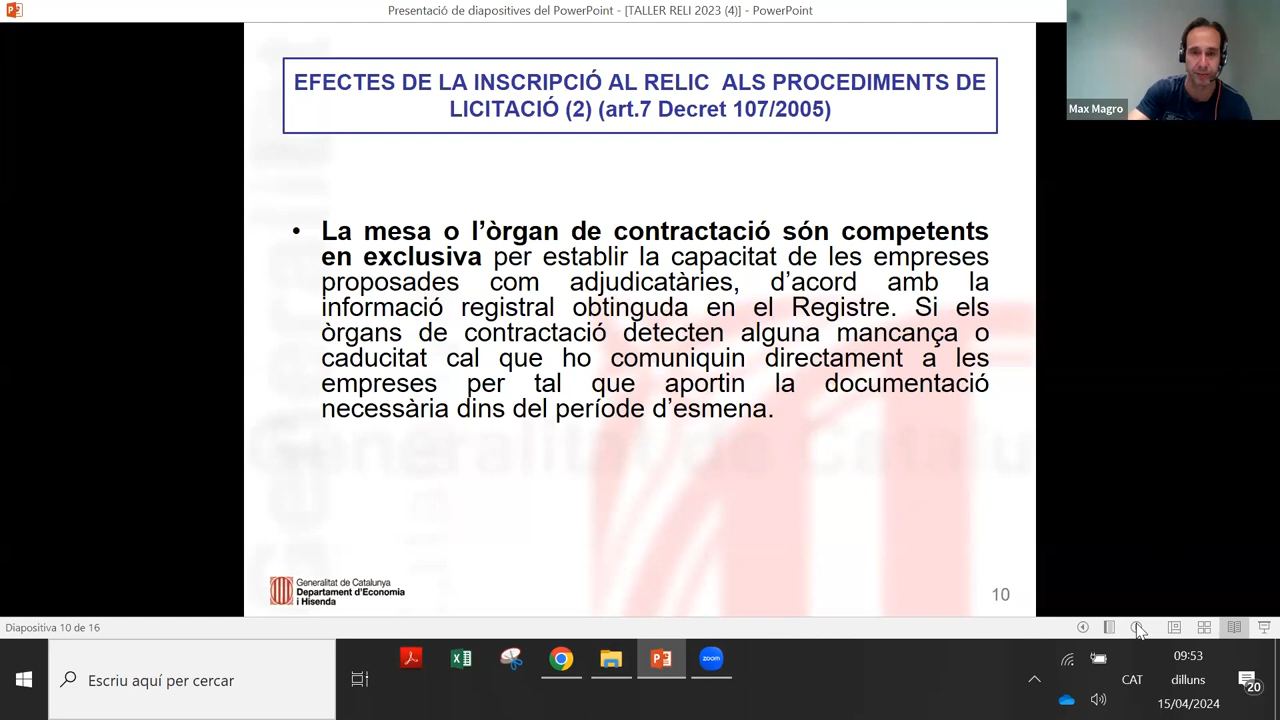 Presentació de diapositives del PowerPoint - [TALLER RELI 2023 (4)] - PowerPoint
Max Magro
EFECTES DE LA INSCRIPCIÓ AL RELIC ALS PROCEDIMENTS DE
LICITACIÓ (2) (art.7 Decret 107/2005)
• La mesa o l’òrgan de contractació són competents
en exclusiva per establir la capacitat de les empreses
proposades com adjudicatàries, d’acord amb la
informació registral obtinguda en el Registre. Si els
òrgans de contractació detecten alguna mancança o
caducitat cal que ho comuniquin directament a les
empreses per tal que aportin la documentació
necessària dins del període d’esmena.
Generalitat de Catalu
Generalitat de Catalunya
Departament d’Economia
i Hisenda
10
Diapositiva 10 de 16
Escriu aquí per cercar
zoom
CAT
09:53
dilluns
15/04/2024
20